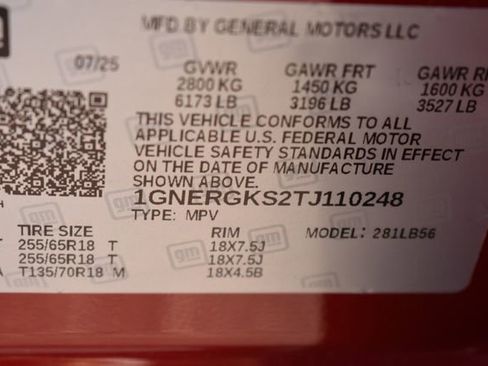 gm
MFD BY GENERAL MOTORS LLC
07/25 GVWR GAWR FRT GAWR
2800 KG 1450 KG 1600 KG
6173 LB 3196 LB 3527 LB
THIS VEHICLE CONFORMS TO ALL
APPLICABLE U.S. FEDERAL MOTOR
VEHICLE SAFETY STANDARDS IN EFFECT
ON THE DATE OF MANUFACTURE
SHOWN ABOVE.
1GNERGKS2TJ110248
TYPE: MPV MODEL: 281LB56
TIRE SIZE RIM
255/65R18 T 18X7.5J
255/65R18 T 18X7.5J
T135/70R18 M 18X4.5B